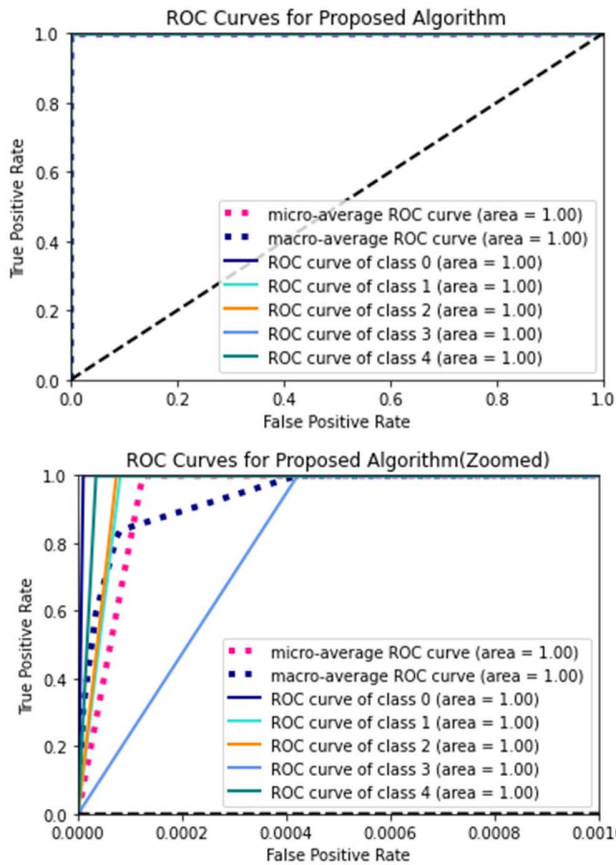 ROC Curves for Proposed Algorithm
1.0
0.8
0.6
0.4
0.2
0.0
True Positive Rate
micro-average ROC curve (area = 1.00)
macro-average ROC curve (area = 1.00)
ROC curve of class 0 (area = 1.00)
ROC curve of class 1 (area = 1.00)
ROC curve of class 2 (area = 1.00)
ROC curve of class 3 (area = 1.00)
ROC curve of class 4 (area = 1.00)
0.0 0.2 0.4 0.6 0.8 1.0
False Positive Rate
ROC Curves for Proposed Algorithm(Zoomed)
1.0
0.8
0.6
0.4
0.2
0.0
True Positive Rate
micro-average ROC curve (area = 1.00)
macro-average ROC curve (area = 1.00)
ROC curve of class 0 (area = 1.00)
ROC curve of class 1 (area = 1.00)
ROC curve of class 2 (area = 1.00)
ROC curve of class 3 (area = 1.00)
ROC curve of class 4 (area = 1.00)
0.0000 0.0002 0.0004 0.0006 0.0008
False Positive Rate